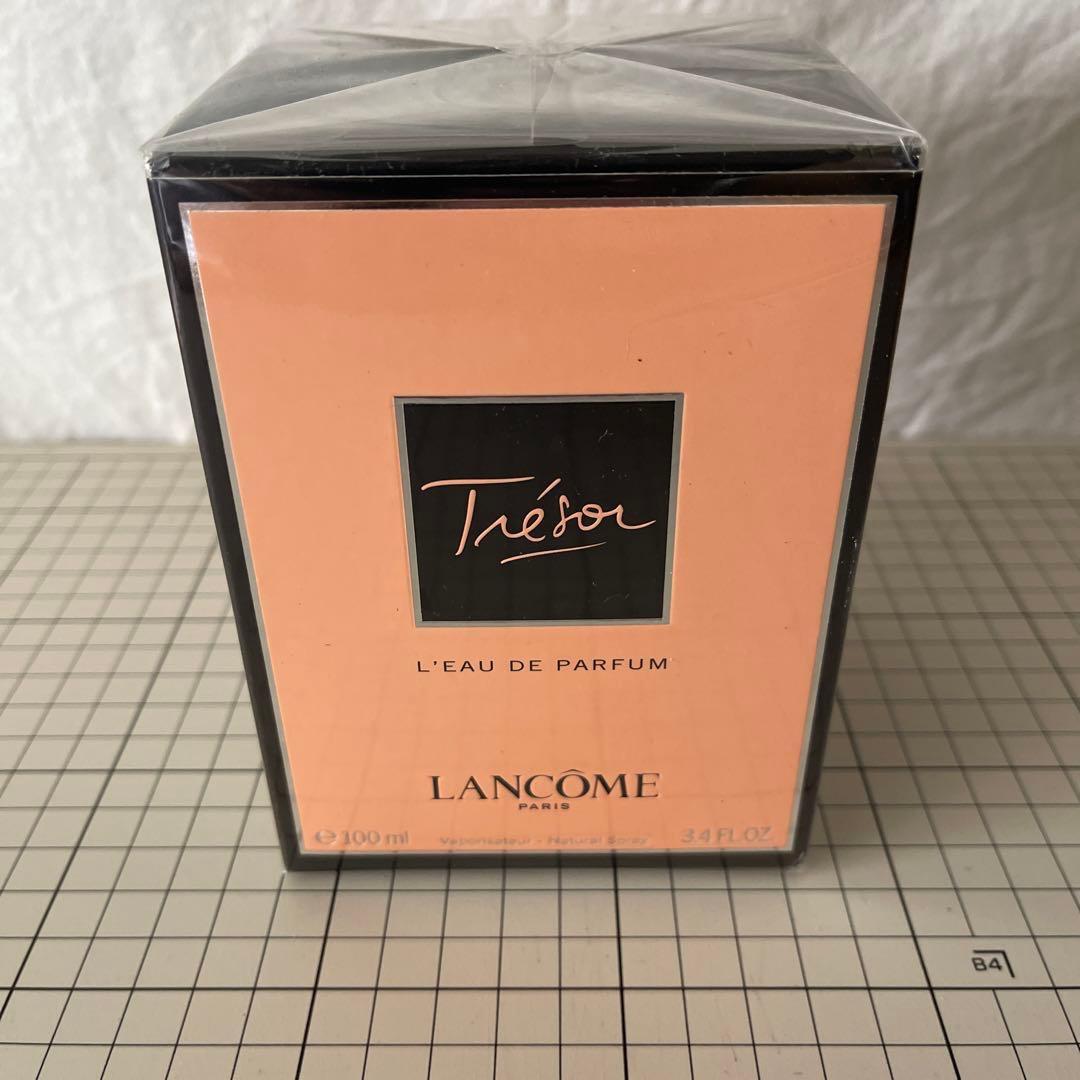 Trésor
L'EAU DE PARFUM
LANCÔME
PARIS
℮ 100 ml Vaporisateur - Natural Spray 3.4 FL.OZ.
B4